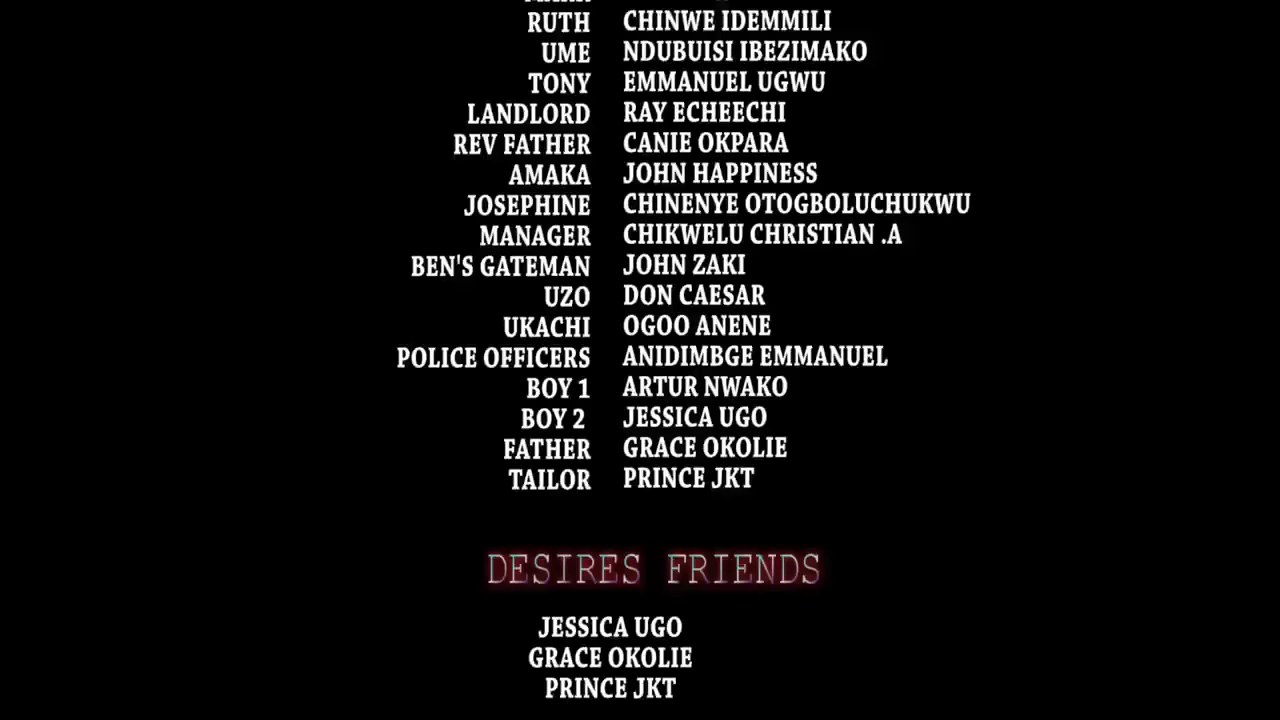 RUTH CHINWE IDEMMILI
UME NDUBUISI IBEZIMAKO
TONY EMMANUEL UGWU
LANDLORD RAY ECHEECHI
REV FATHER CANIE OKPARA
AMAKA JOHN HAPPINESS
JOSEPHINE CHINENYE OTOGBOLUCHUKWU
MANAGER CHIKWELU CHRISTIAN .A
BEN'S GATEMAN JOHN ZAKI
UZO DON CAESAR
UKACHI OGOO ANENE
POLICE OFFICERS ANIDIMBGE EMMANUEL
BOY 1 ARTUR NWAKO
BOY 2 JESSICA UGO
FATHER GRACE OKOLIE
TAILOR PRINCE JKT
DESIRES FRIENDS
JESSICA UGO
GRACE OKOLIE
PRINCE JKT